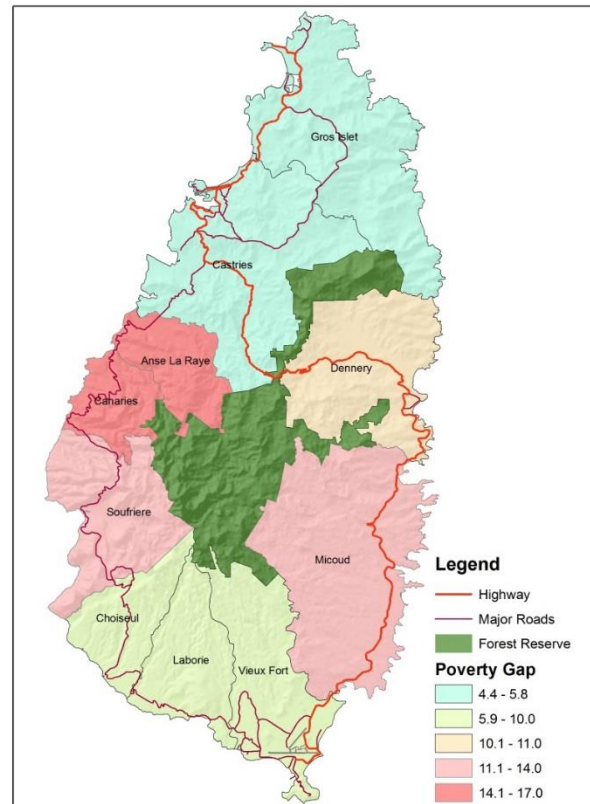 Gros Islet
Castries
Anse La Raye
Dennery
Canaries
Soufriere
Micoud
Choiseul
Laborie
Vieux Fort
Legend
Highway
Major Roads
Forest Reserve
Poverty Gap
4.4 - 5.8
5.9 - 10.0
10.1 - 11.0
11.1 - 14.0
14.1 - 17.0